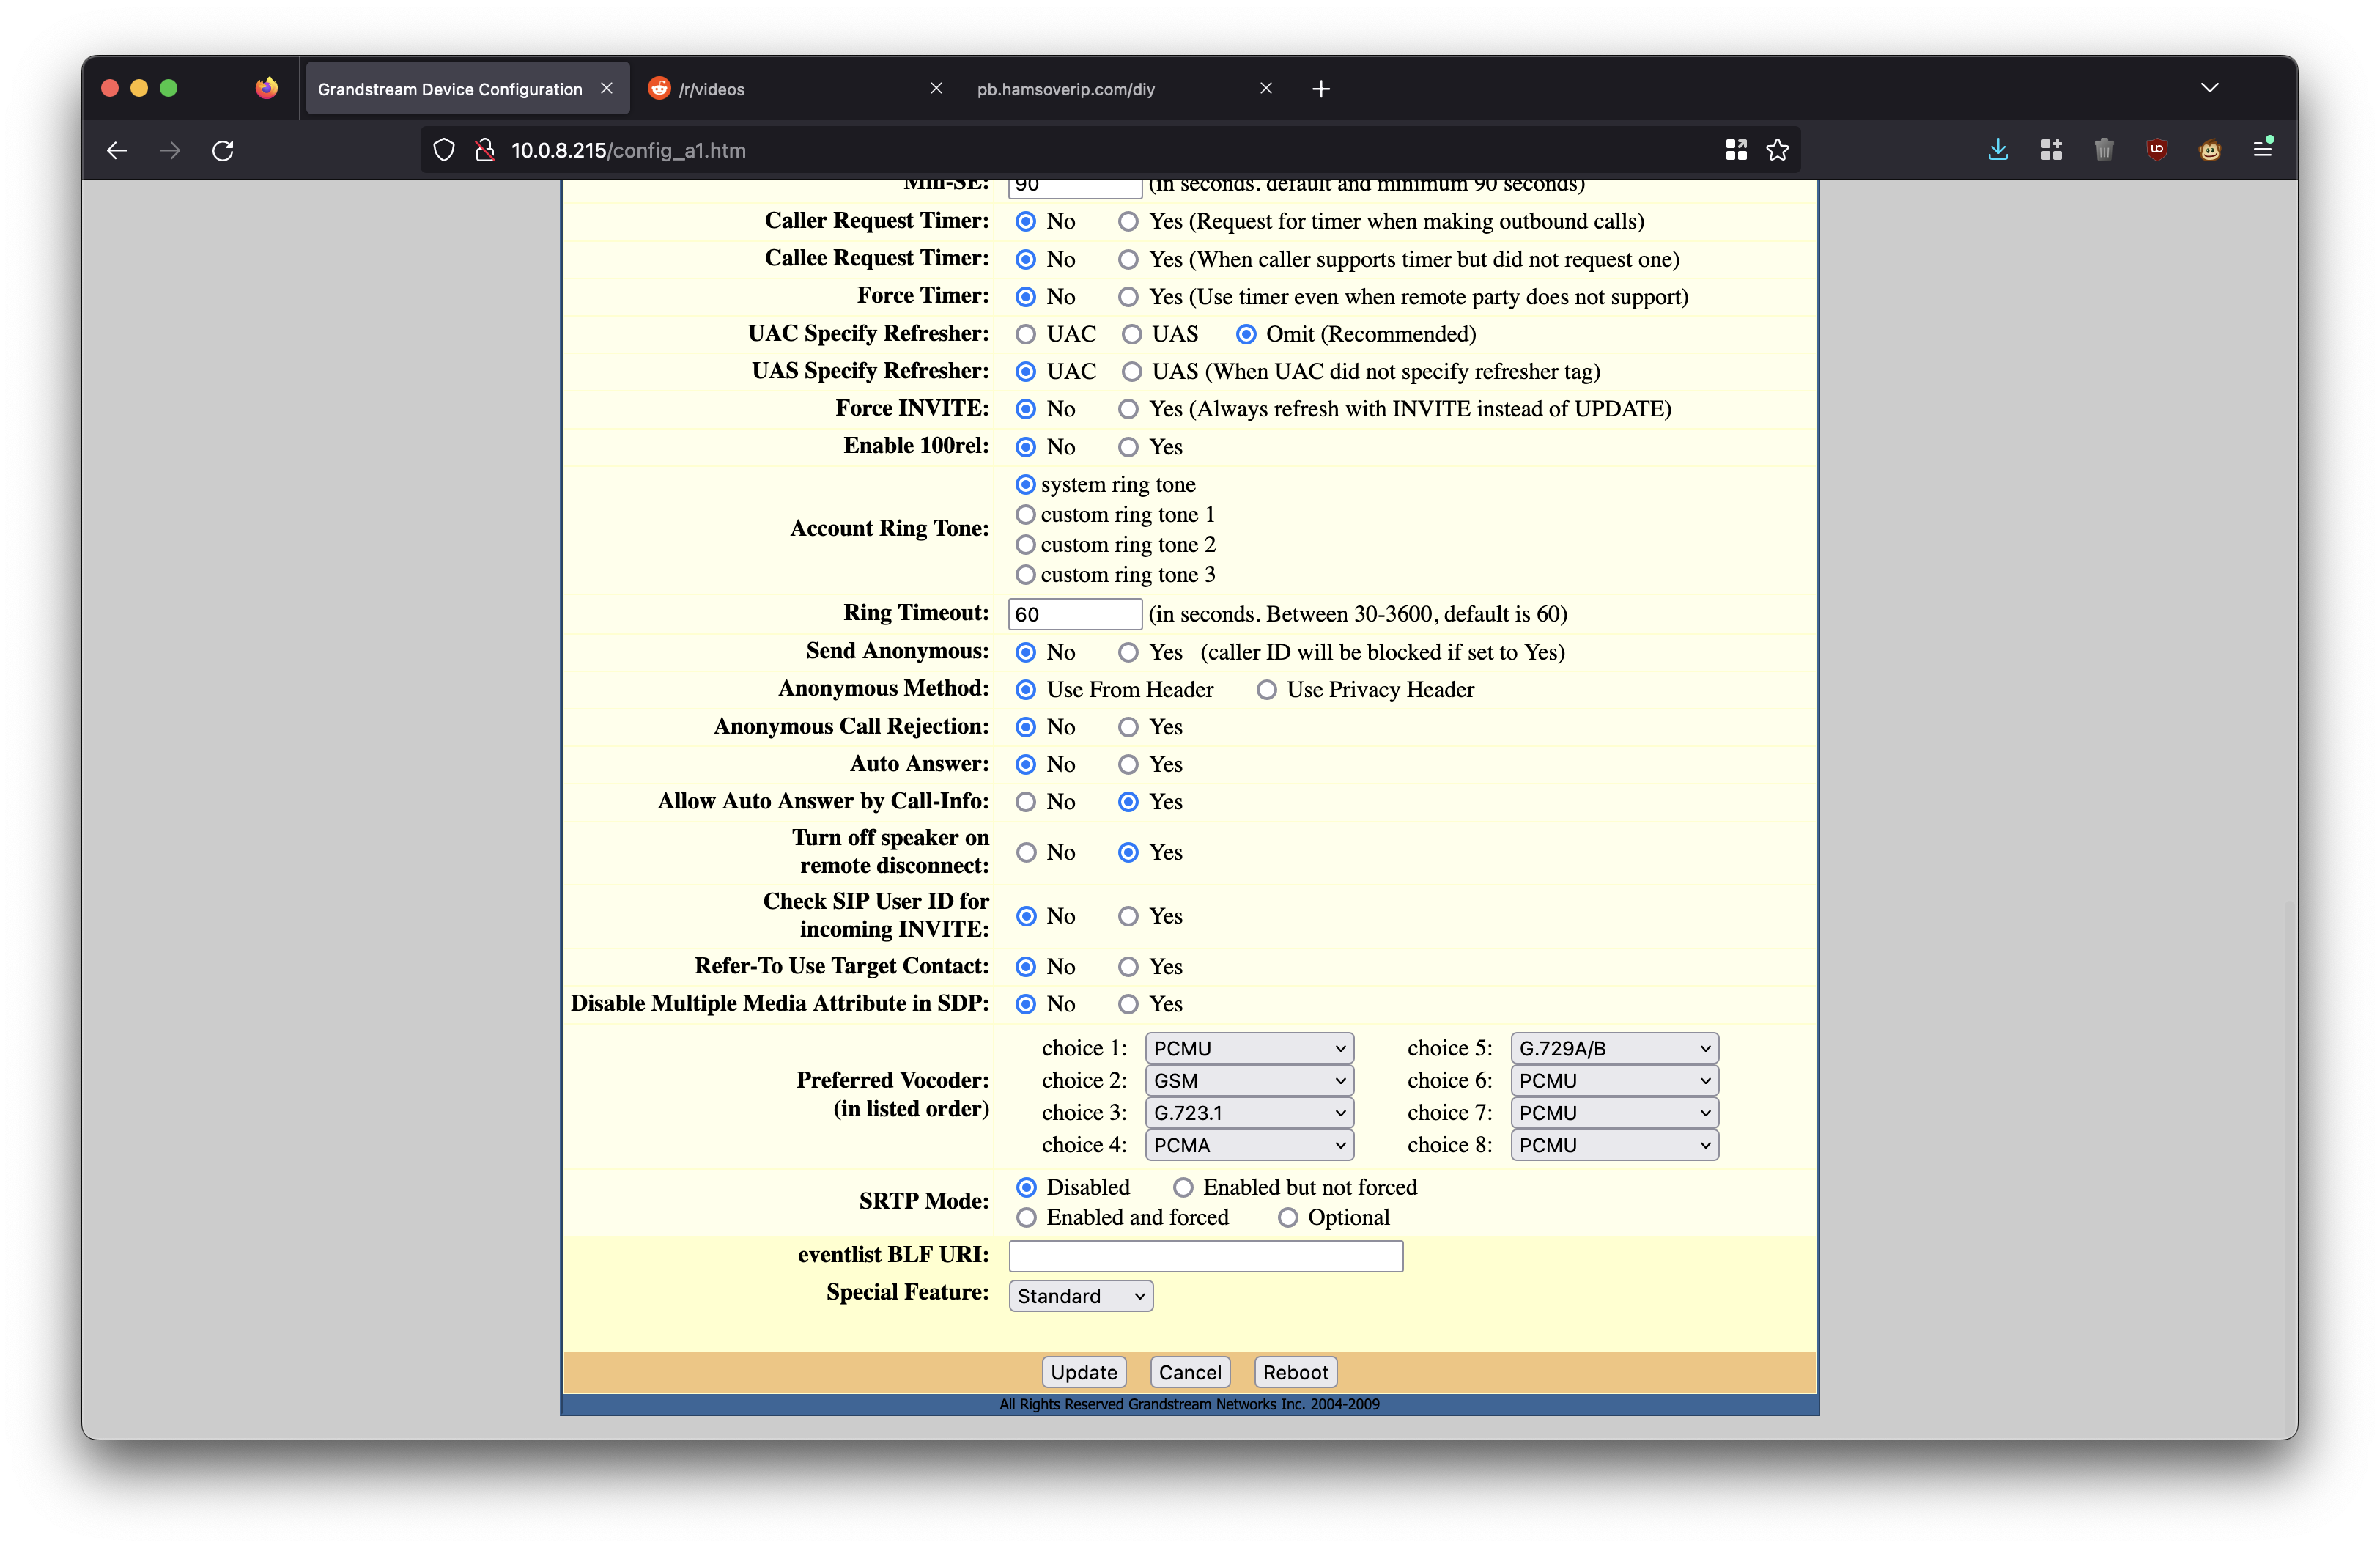 Grandstream Device Configuration
/r/videos
pb.hamsoverip.com/diy
10.0.8.215/config_a1.htm
Min-SE: 90 (in seconds. default and minimum 90 seconds)
Caller Request Timer: No Yes (Request for timer when making outbound calls)
Callee Request Timer: No Yes (When caller supports timer but did not request one)
Force Timer: No Yes (Use timer even when remote party does not support)
UAC Specify Refresher: UAC UAS Omit (Recommended)
UAS Specify Refresher: UAC UAS (When UAC did not specify refresher tag)
Force INVITE: No Yes (Always refresh with INVITE instead of UPDATE)
Enable 100rel: No Yes
Account Ring Tone:
system ring tone
custom ring tone 1
custom ring tone 2
custom ring tone 3
Ring Timeout: 60 (in seconds. Between 30-3600, default is 60)
Send Anonymous: No Yes (caller ID will be blocked if set to Yes)
Anonymous Method: Use From Header Use Privacy Header
Anonymous Call Rejection: No Yes
Auto Answer: No Yes
Allow Auto Answer by Call-Info: No Yes
Turn off speaker on
remote disconnect: No Yes
Check SIP User ID for
incoming INVITE: No Yes
Refer-To Use Target Contact: No Yes
Disable Multiple Media Attribute in SDP: No Yes
Preferred Vocoder:
(in listed order)
choice 1: PCMU choice 5: G.729A/B
choice 2: GSM choice 6: PCMU
choice 3: G.723.1 choice 7: PCMU
choice 4: PCMA choice 8: PCMU
SRTP Mode:
Disabled Enabled but not forced
Enabled and forced Optional
eventlist BLF URI:
Special Feature: Standard
Update Cancel Reboot
All Rights Reserved Grandstream Networks Inc. 2004-2009